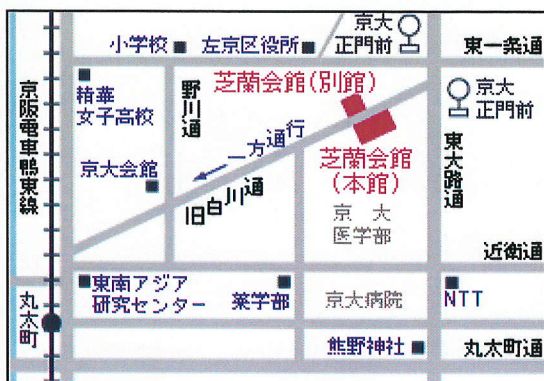 小学校
左京区役所
京大
正門前
東一条通
精華
女子高校
野川通
芝蘭会館(別館)
京大
正門前
京阪電車鴨東線
京大会館
一方通行
旧白川通
芝蘭会館
(本館)
東大路通
京大
医学部
近衛通
東南アジア
研究センター
薬学部
京大病院
NTT
丸太町
熊野神社
丸太町通